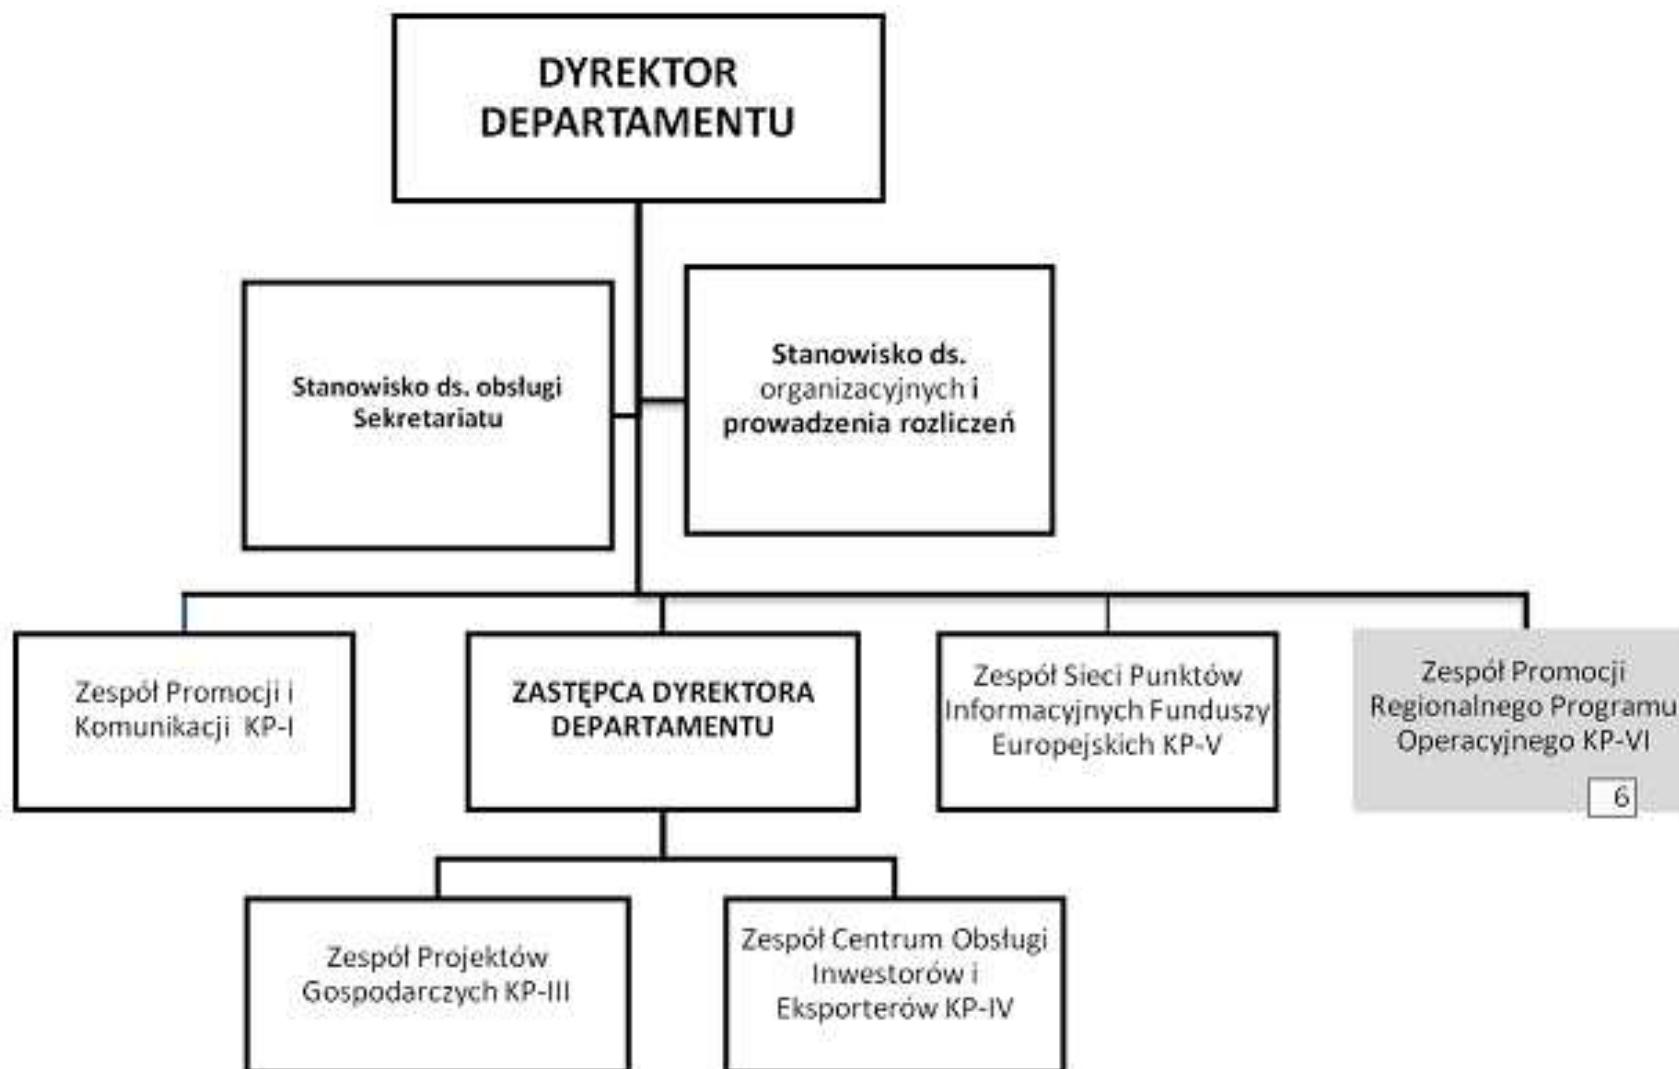 DYREKTOR
DEPARTAMENTU
Stanowisko ds. obsługi
Sekretariatu
Stanowisko ds.
organizacyjnych i
prowadzenia rozliczeń
Zespół Promocji i
Komunikacji KP-I
ZASTĘPCA DYREKTORA
DEPARTAMENTU
Zespół Sieci Punktów
Informacyjnych Funduszy
Europejskich KP-V
Zespół Promocji
Regionalnego Programu
Operacyjnego KP-VI
6
Zespół Projektów
Gospodarczych KP-III
Zespół Centrum Obsługi
Inwestorów i
Eksporterów KP-IV